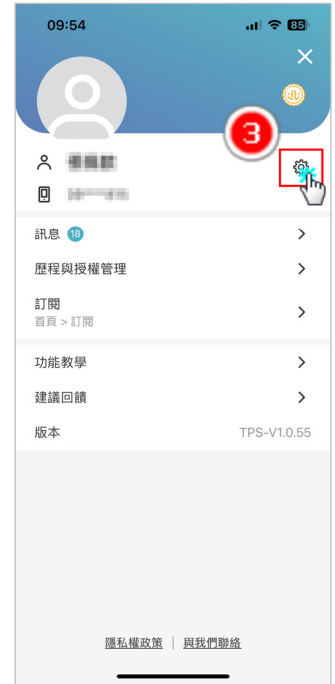 09:54
85
3
訊息 18
歷程與授權管理
訂閱
首頁 > 訂閱
功能教學
建議回饋
版本 TPS-V1.0.55
隱私權政策 | 與我們聯絡